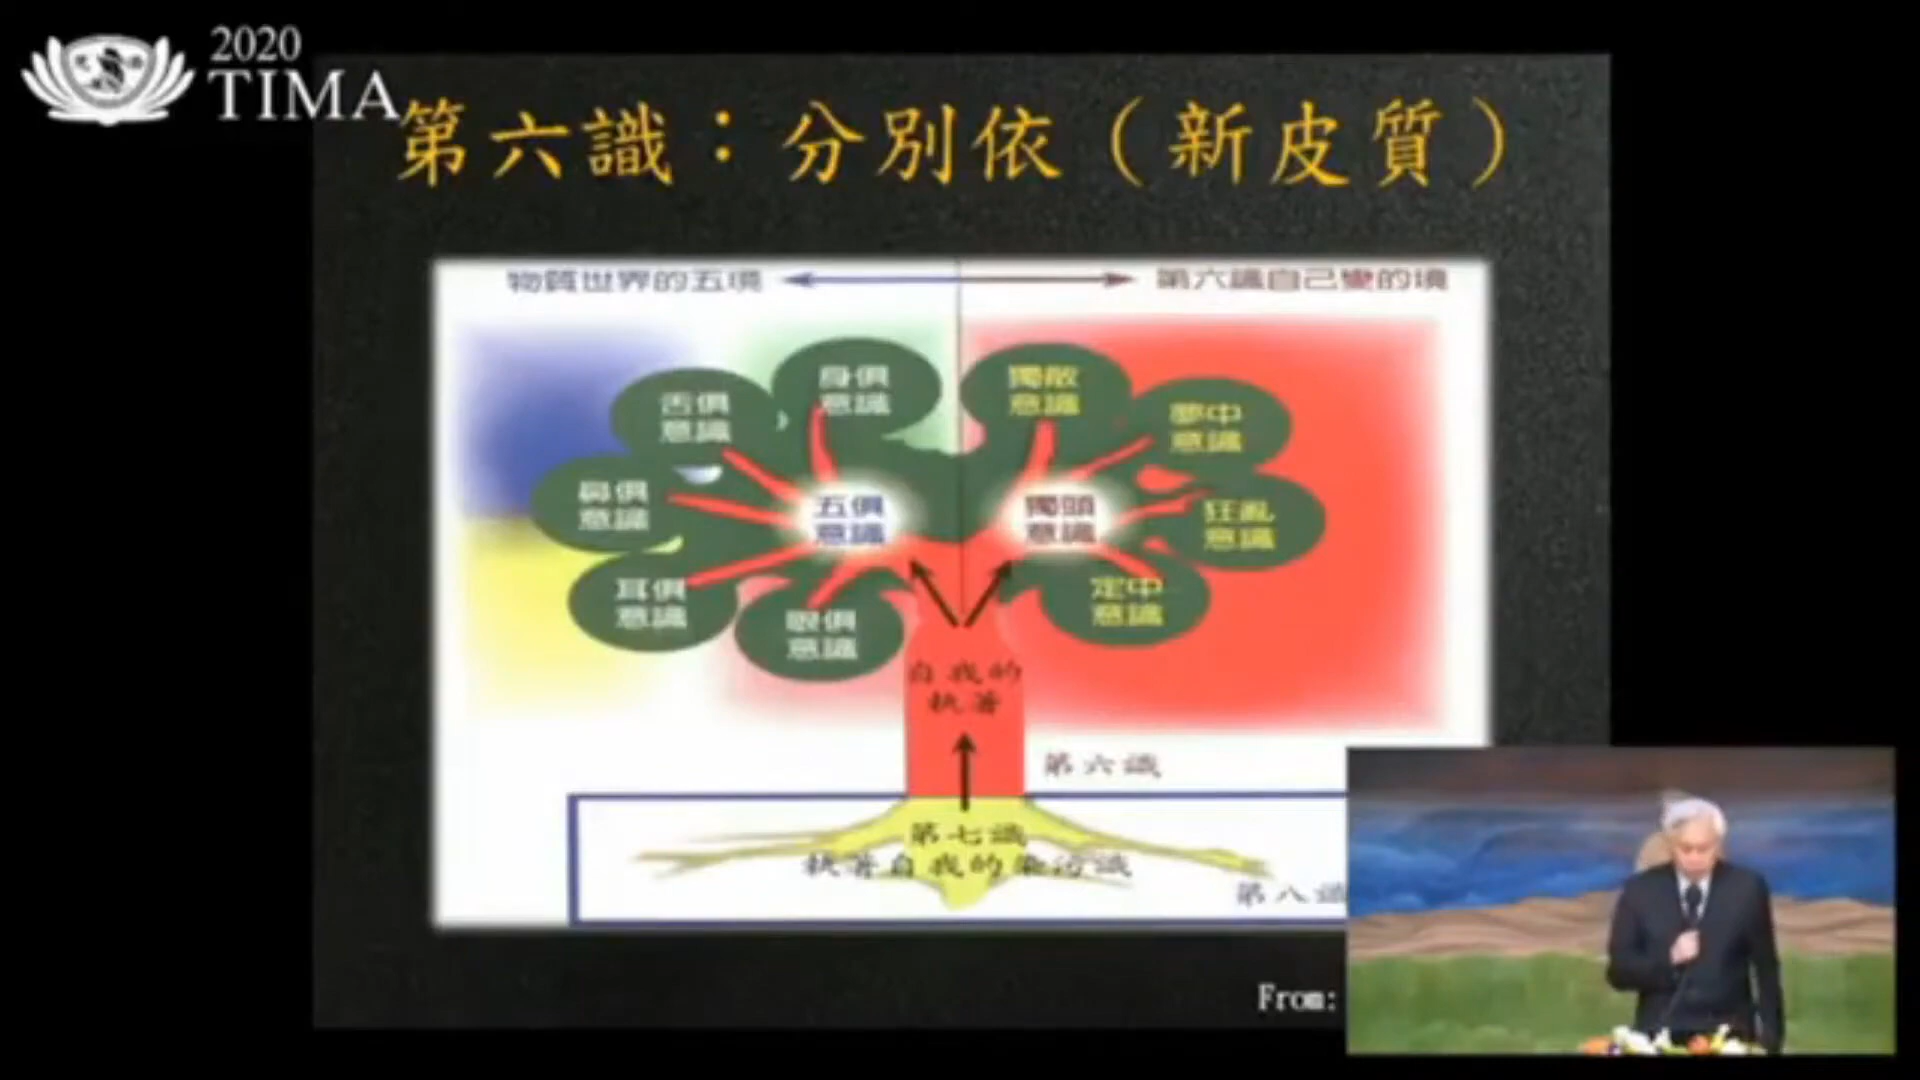 2020
TIMA
第六識：分別依（新皮質）
物質世界的五境
第六識自己變的境
身俱
意識
獨散
意識
舌俱
意識
夢中
意識
鼻俱
意識
五俱
意識
獨頭
意識
狂亂
意識
耳俱
意識
眼俱
意識
定中
意識
自我的
執著
第六識
第七識
執著自我的染污識
第八識
From: